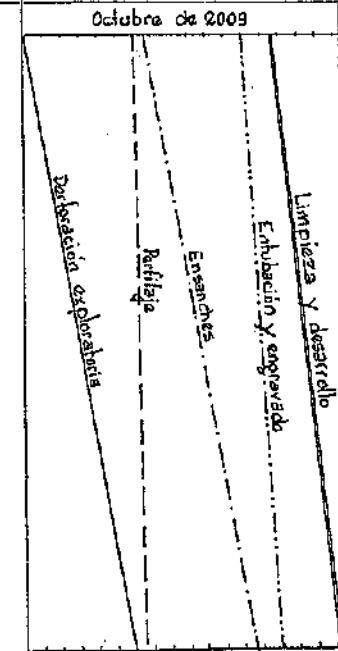 Octubre de 2009
Perforación exploratoria
Perfilaje
Ensanches
Entubación y engravado
Limpieza y desarrollo